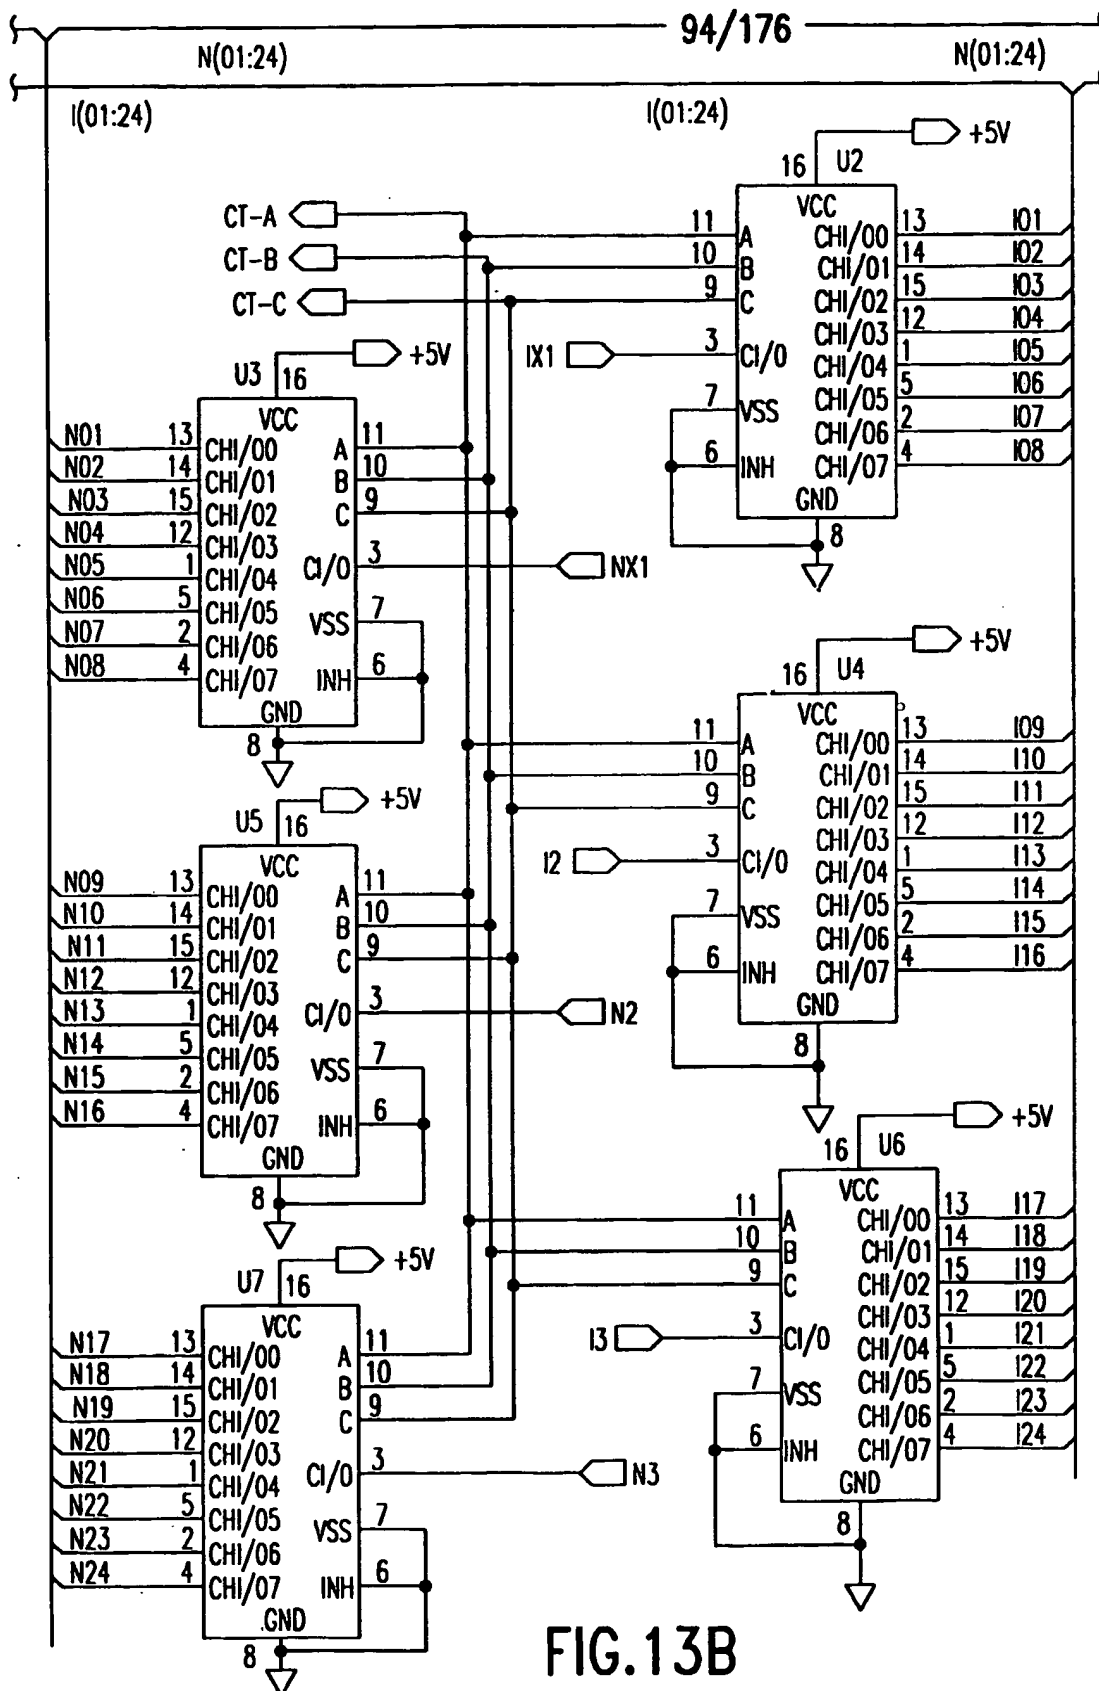 94/176
N(01:24)
N(01:24)
I(01:24)
I(01:24)
+5V
16 U2
VCC
CT-A
CT-B
CT-C
11 A CHI/00 13 I01
10 B CHI/01 14 I02
9 C CHI/02 15 I03
CHI/03 12 I04
IX1 3 CI/O CHI/04 1 I05
CHI/05 5 I06
7 VSS CHI/06 2 I07
6 INH CHI/07 4 I08
GND
8
+5V
U3 16
VCC
N01 13 CHI/00 A 11
N02 14 CHI/01 B 10
N03 15 CHI/02 C 9
N04 12 CHI/03
N05 1 CHI/04 CI/O 3 NX1
N06 5 CHI/05 VSS 7
N07 2 CHI/06
N08 4 CHI/07 INH 6
GND
8
+5V
16 U4
VCC
11 A CHI/00 13 I09
10 B CHI/01 14 I10
9 C CHI/02 15 I11
CHI/03 12 I12
I2 3 CI/O CHI/04 1 I13
CHI/05 5 I14
7 VSS CHI/06 2 I15
6 INH CHI/07 4 I16
GND
8
+5V
U5 16
VCC
N09 13 CHI/00 A 11
N10 14 CHI/01 B 10
N11 15 CHI/02 C 9
N12 12 CHI/03
N13 1 CHI/04 CI/O 3 N2
N14 5 CHI/05 VSS 7
N15 2 CHI/06
N16 4 CHI/07 INH 6
GND
8
+5V
16 U6
VCC
11 A CHI/00 13 I17
10 B CHI/01 14 I18
9 C CHI/02 15 I19
CHI/03 12 I20
I3 3 CI/O CHI/04 1 I21
CHI/05 5 I22
7 VSS CHI/06 2 I23
6 INH CHI/07 4 I24
GND
8
+5V
U7 16
VCC
N17 13 CHI/00 A 11
N18 14 CHI/01 B 10
N19 15 CHI/02 C 9
N20 12 CHI/03
N21 1 CHI/04 CI/O 3 N3
N22 5 CHI/05 VSS 7
N23 2 CHI/06
N24 4 CHI/07 INH 6
GND
8
FIG.13B